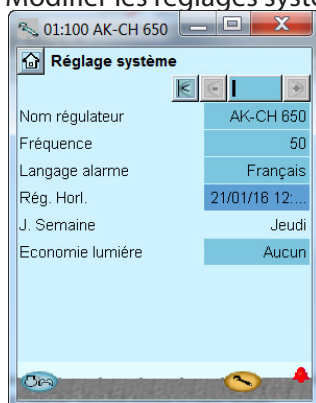 Modifier les réglages systè
01:100 AK-CH 650
Réglage système
Nom régulateur AK-CH 650
Fréquence 50
Langage alarme Français
Rég. Horl. 21/01/16 12:...
J. Semaine Jeudi
Economie lumiére Aucun